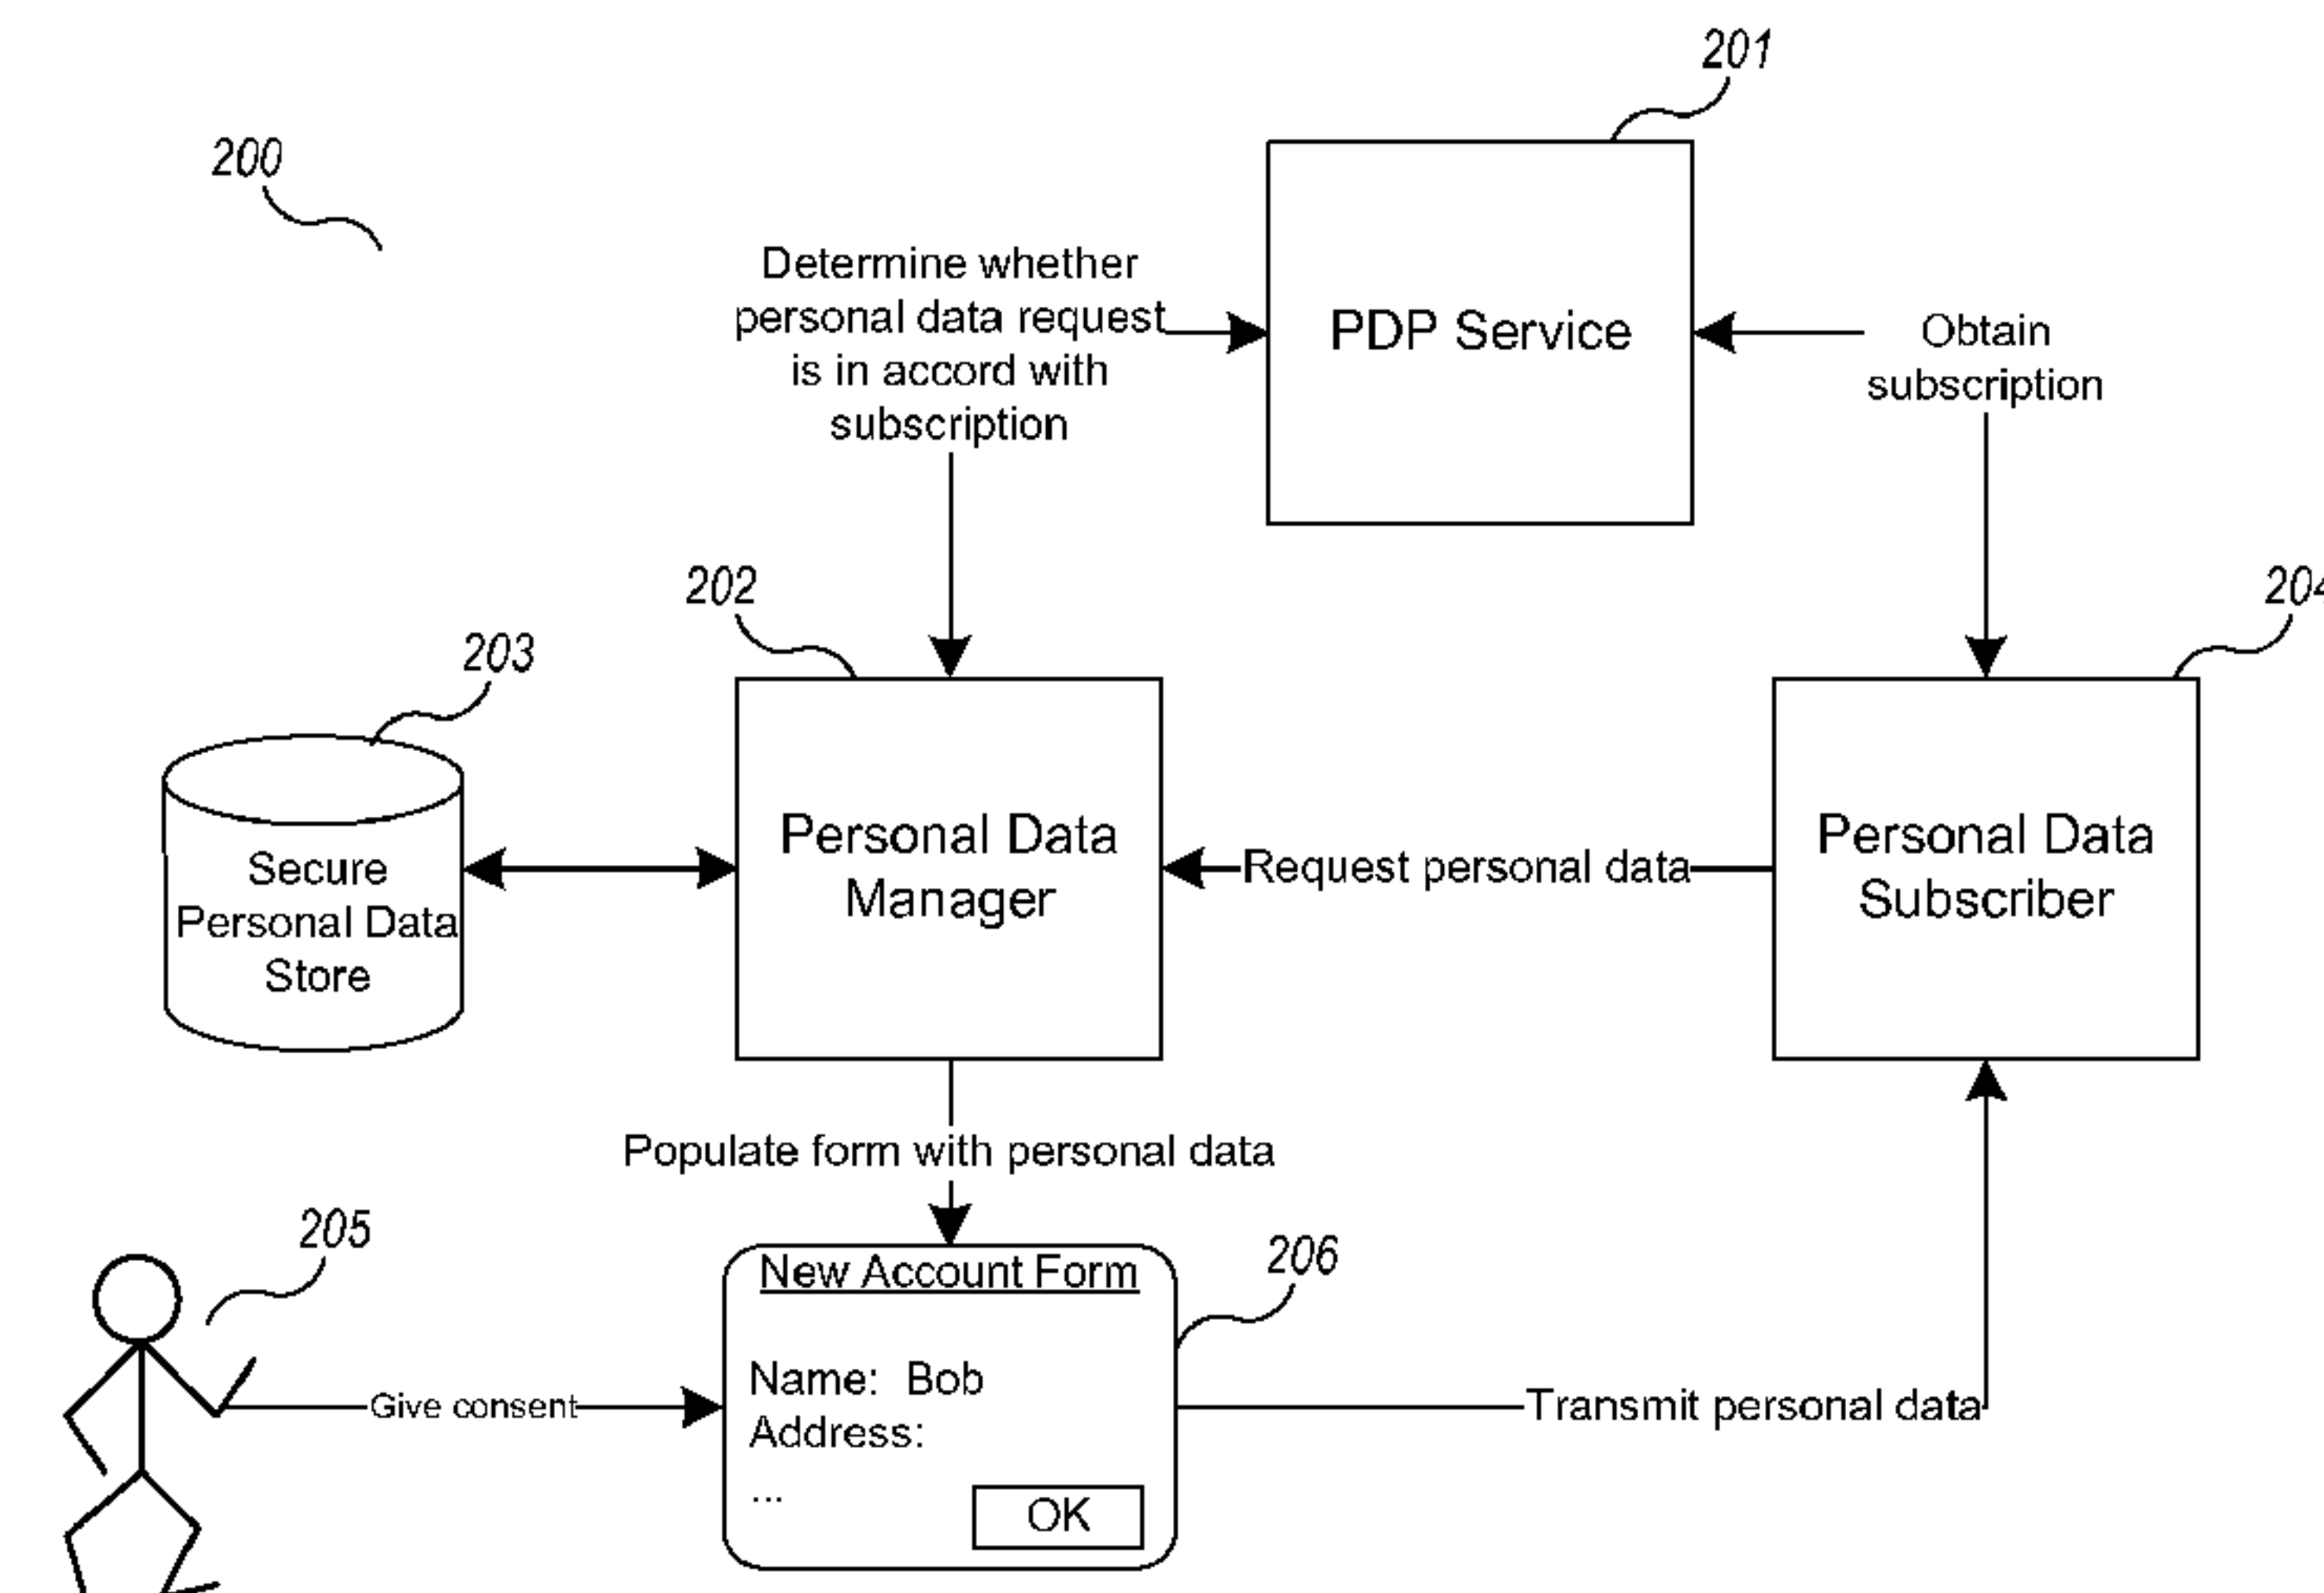 201
200
Determine whether
personal data request
is in accord with
subscription
PDP Service
Obtain
subscription
202
204
203
Secure
Personal Data
Store
Personal Data
Manager
Request personal data
Personal Data
Subscriber
Populate form with personal data
205
206
New Account Form
Name: Bob
Address:
...
OK
Give consent
Transmit personal data